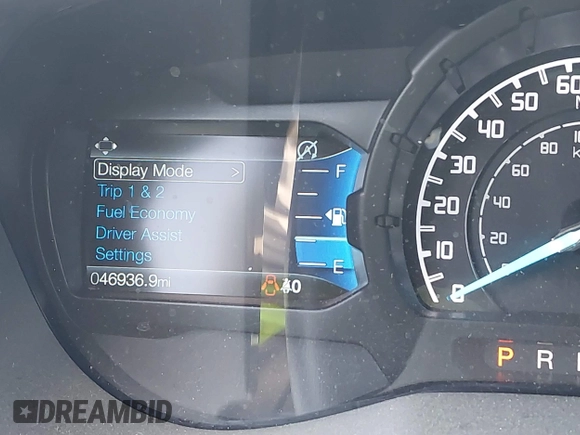 Display Mode >
Trip 1 & 2
Fuel Economy
Driver Assist
Settings
046936.9mi
F
E
0
10
20
30
40
50
60
0
20
40
60
80
P R
DREAMBID